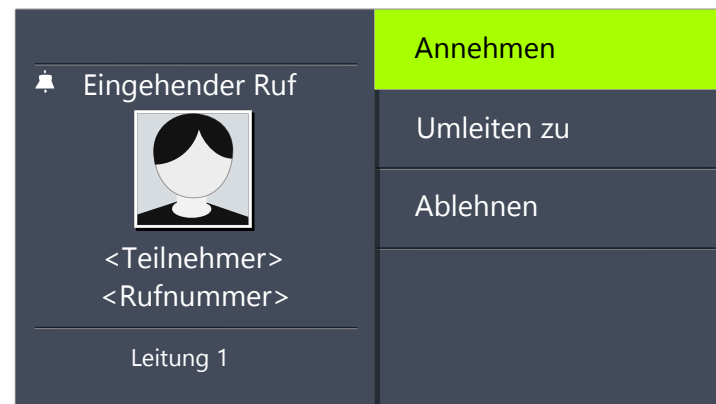 Eingehender Ruf
<Teilnehmer>
<Rufnummer>
Leitung 1
Annehmen
Umleiten zu
Ablehnen